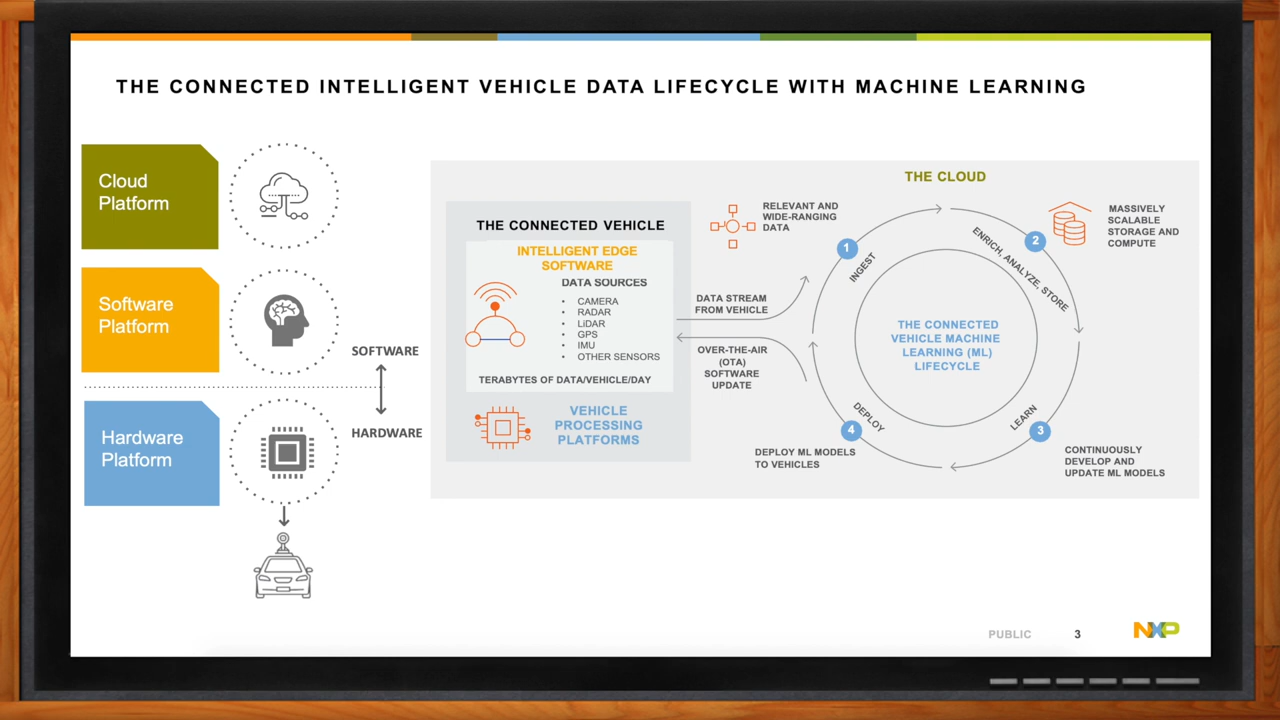 THE CONNECTED INTELLIGENT VEHICLE DATA LIFECYCLE WITH MACHINE LEARNING
Cloud
Platform
Software
Platform
SOFTWARE
HARDWARE
Hardware
Platform
THE CLOUD
THE CONNECTED VEHICLE
INTELLIGENT EDGE
SOFTWARE
DATA SOURCES
• CAMERA
• RADAR
• LiDAR
• GPS
• IMU
• OTHER SENSORS
TERABYTES OF DATA/VEHICLE/DAY
VEHICLE
PROCESSING
PLATFORMS
DATA STREAM
FROM VEHICLE
OVER-THE-AIR
(OTA)
SOFTWARE
UPDATE
RELEVANT AND
WIDE-RANGING
DATA
1
INGEST
2
ENRICH, ANALYZE, STORE
MASSIVELY
SCALABLE
STORAGE AND
COMPUTE
THE CONNECTED
VEHICLE MACHINE
LEARNING (ML)
LIFECYCLE
3
LEARN
CONTINUOUSLY
DEVELOP AND
UPDATE ML MODELS
4
DEPLOY
DEPLOY ML MODELS
TO VEHICLES
PUBLIC
3
NXP